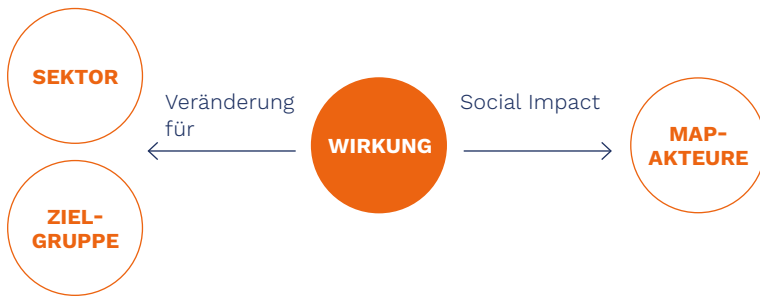 SEKTOR
Veränderung
für
WIRKUNG
Social Impact
MAP-
AKTEURE
ZIEL-
GRUPPE